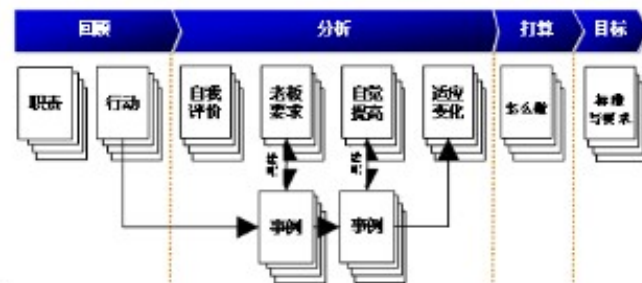 回顾
分析
打算
目标
职责
行动
自我
评价
老板
要求
自觉
提高
适应
变化
怎么做
标准
与要求
事例
事例